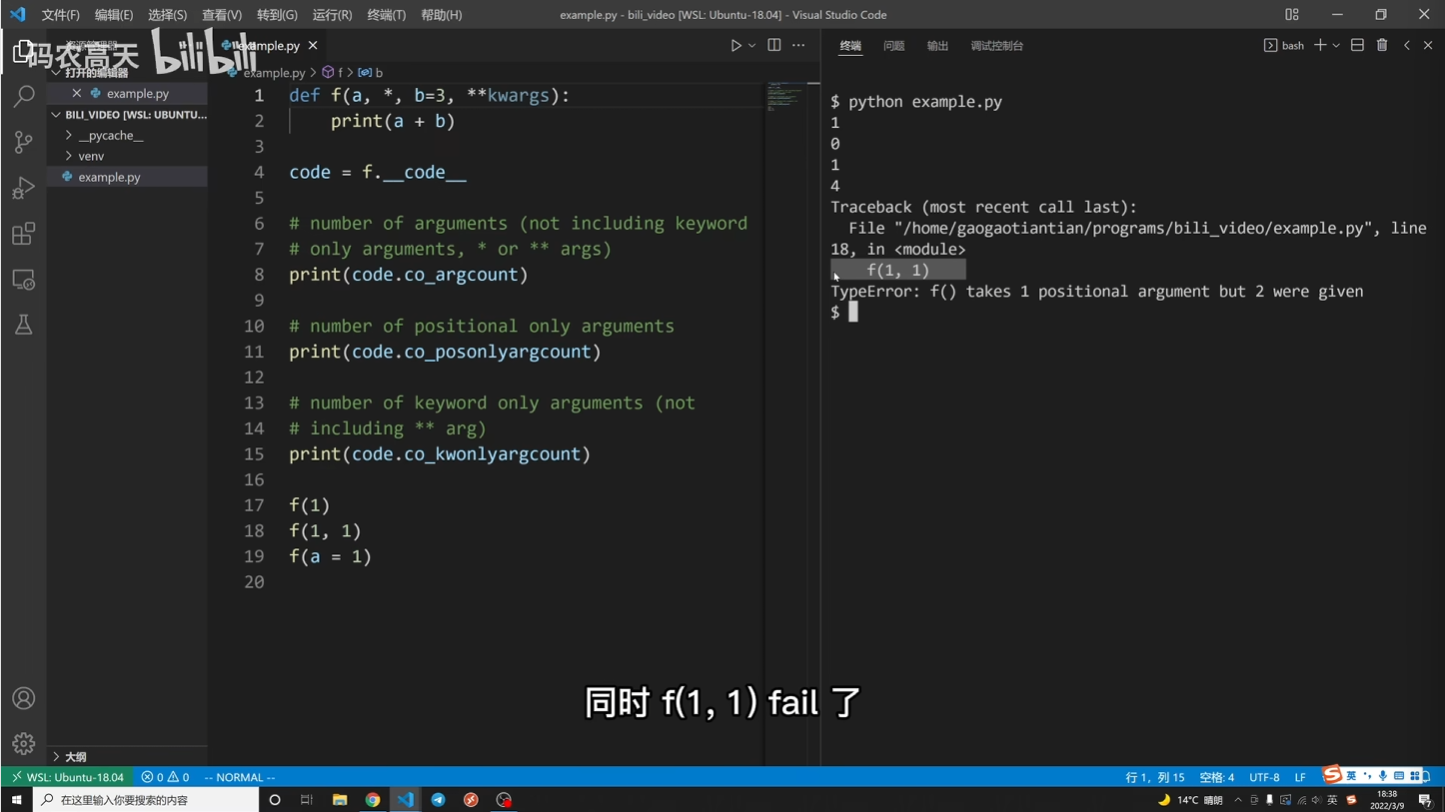 文件(F) 编辑(E) 选择(S) 查看(V) 转到(G) 运行(R) 终端(T) 帮助(H) example.py - bili_video [WSL: Ubuntu-18.04] - Visual Studio Code
码农高天 bilibili
example.py
example.py > f > b
打开的编辑器
example.py
BILI_VIDEO [WSL: UBUNTU...
__pycache__
venv
example.py
大纲
1 def f(a, *, b=3, **kwargs):
2 print(a + b)
3
4 code = f.__code__
5
6 # number of arguments (not including keyword
7 # only arguments, * or ** args)
8 print(code.co_argcount)
9
10 # number of positional only arguments
11 print(code.co_posonlyargcount)
12
13 # number of keyword only arguments (not
14 # including ** arg)
15 print(code.co_kwonlyargcount)
16
17 f(1)
18 f(1, 1)
19 f(a = 1)
20
终端 问题 输出 调试控制台 bash
$ python example.py
1
0
1
4
Traceback (most recent call last):
File "/home/gaogaotiantian/programs/bili_video/example.py", line
18, in <module>
f(1, 1)
TypeError: f() takes 1 positional argument but 2 were given
$
同时 f(1, 1) fail 了
WSL: Ubuntu-18.04 0 0 -- NORMAL -- 行 1，列 15 空格: 4 UTF-8 LF 英
在这里输入你要搜索的内容 14°C 晴朗 英 18:38
2022/3/9